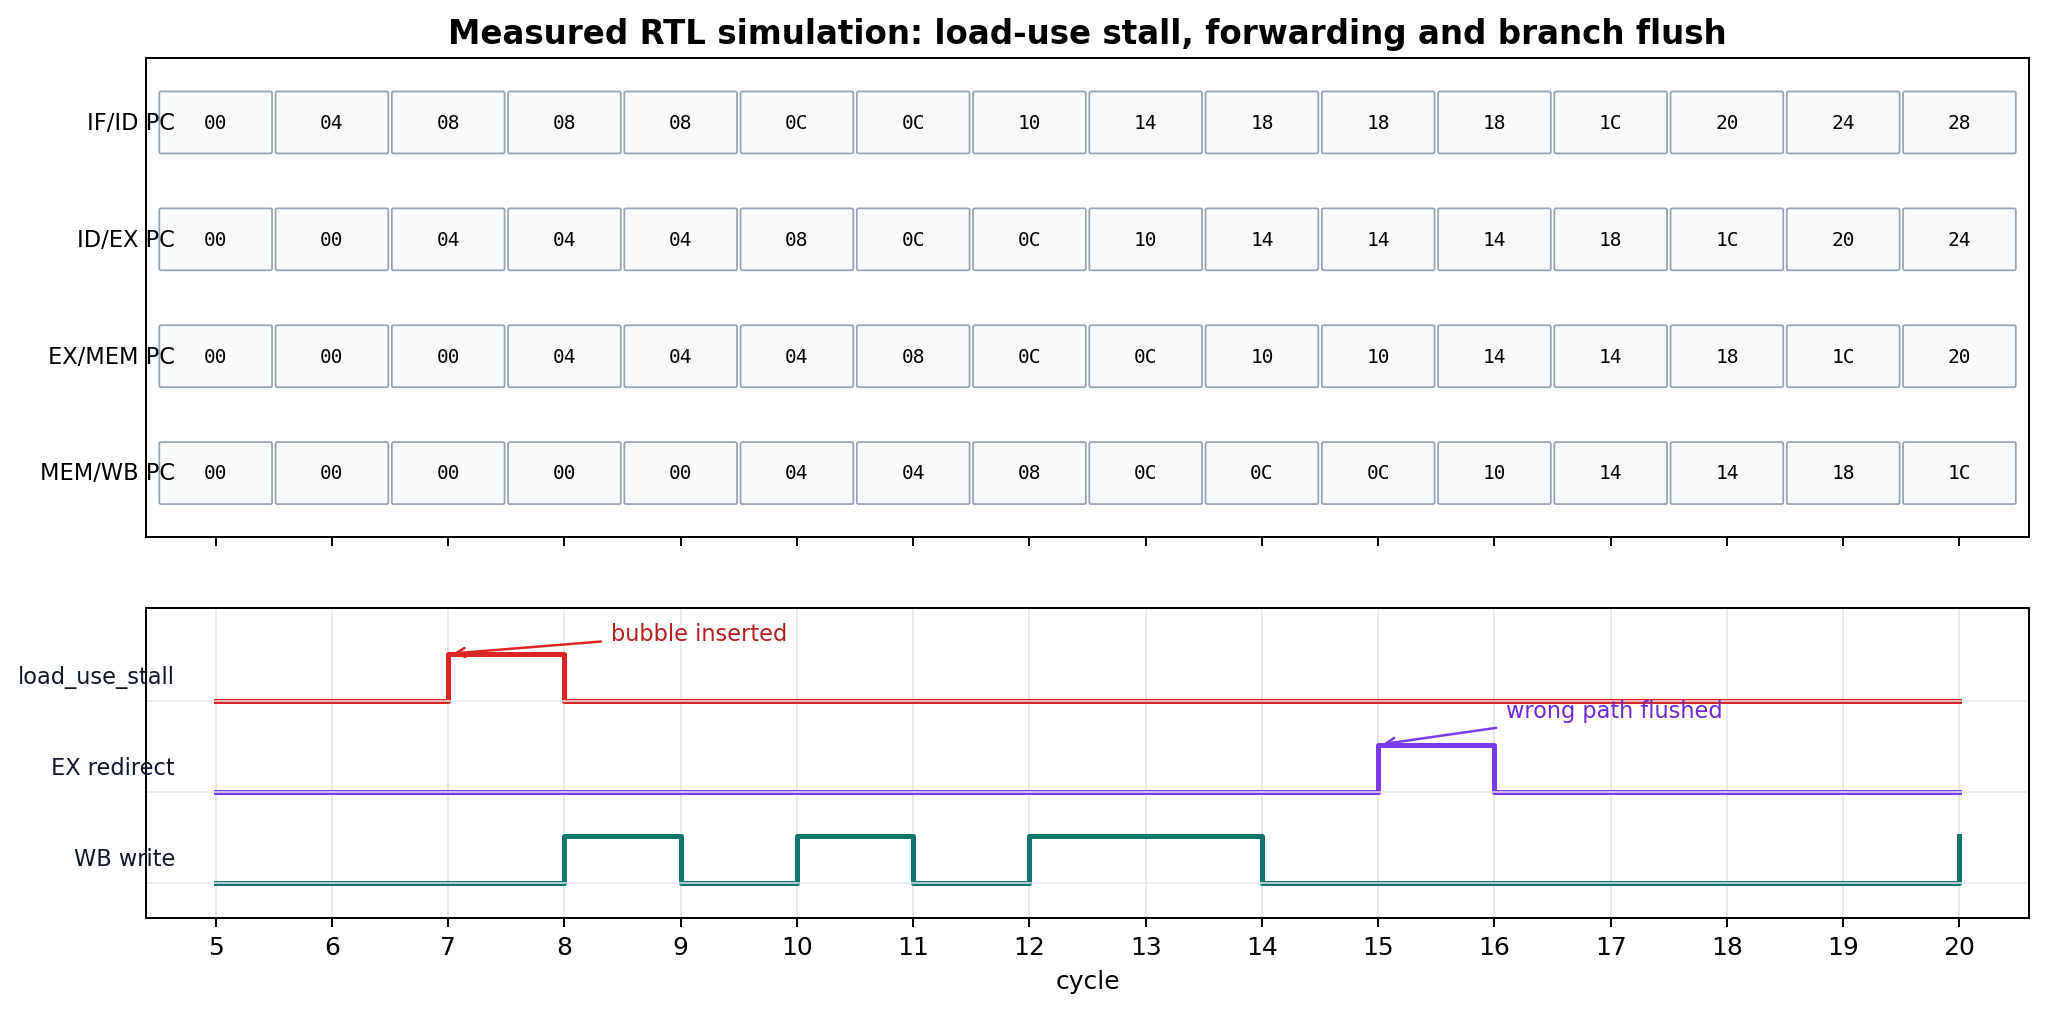 Measured RTL simulation: load-use stall, forwarding and branch flush
IF/ID PC 00 04 08 08 08 0C 0C 10 14 18 18 18 1C 20 24 28
ID/EX PC 00 00 04 04 04 08 0C 0C 10 14 14 14 18 1C 20 24
EX/MEM PC 00 00 00 04 04 04 08 0C 0C 10 10 14 14 18 1C 20
MEM/WB PC 00 00 00 00 00 04 04 08 0C 0C 0C 10 14 14 18 1C
bubble inserted
load_use_stall
wrong path flushed
EX redirect
WB write
5 6 7 8 9 10 11 12 13 14 15 16 17 18 19 20
cycle